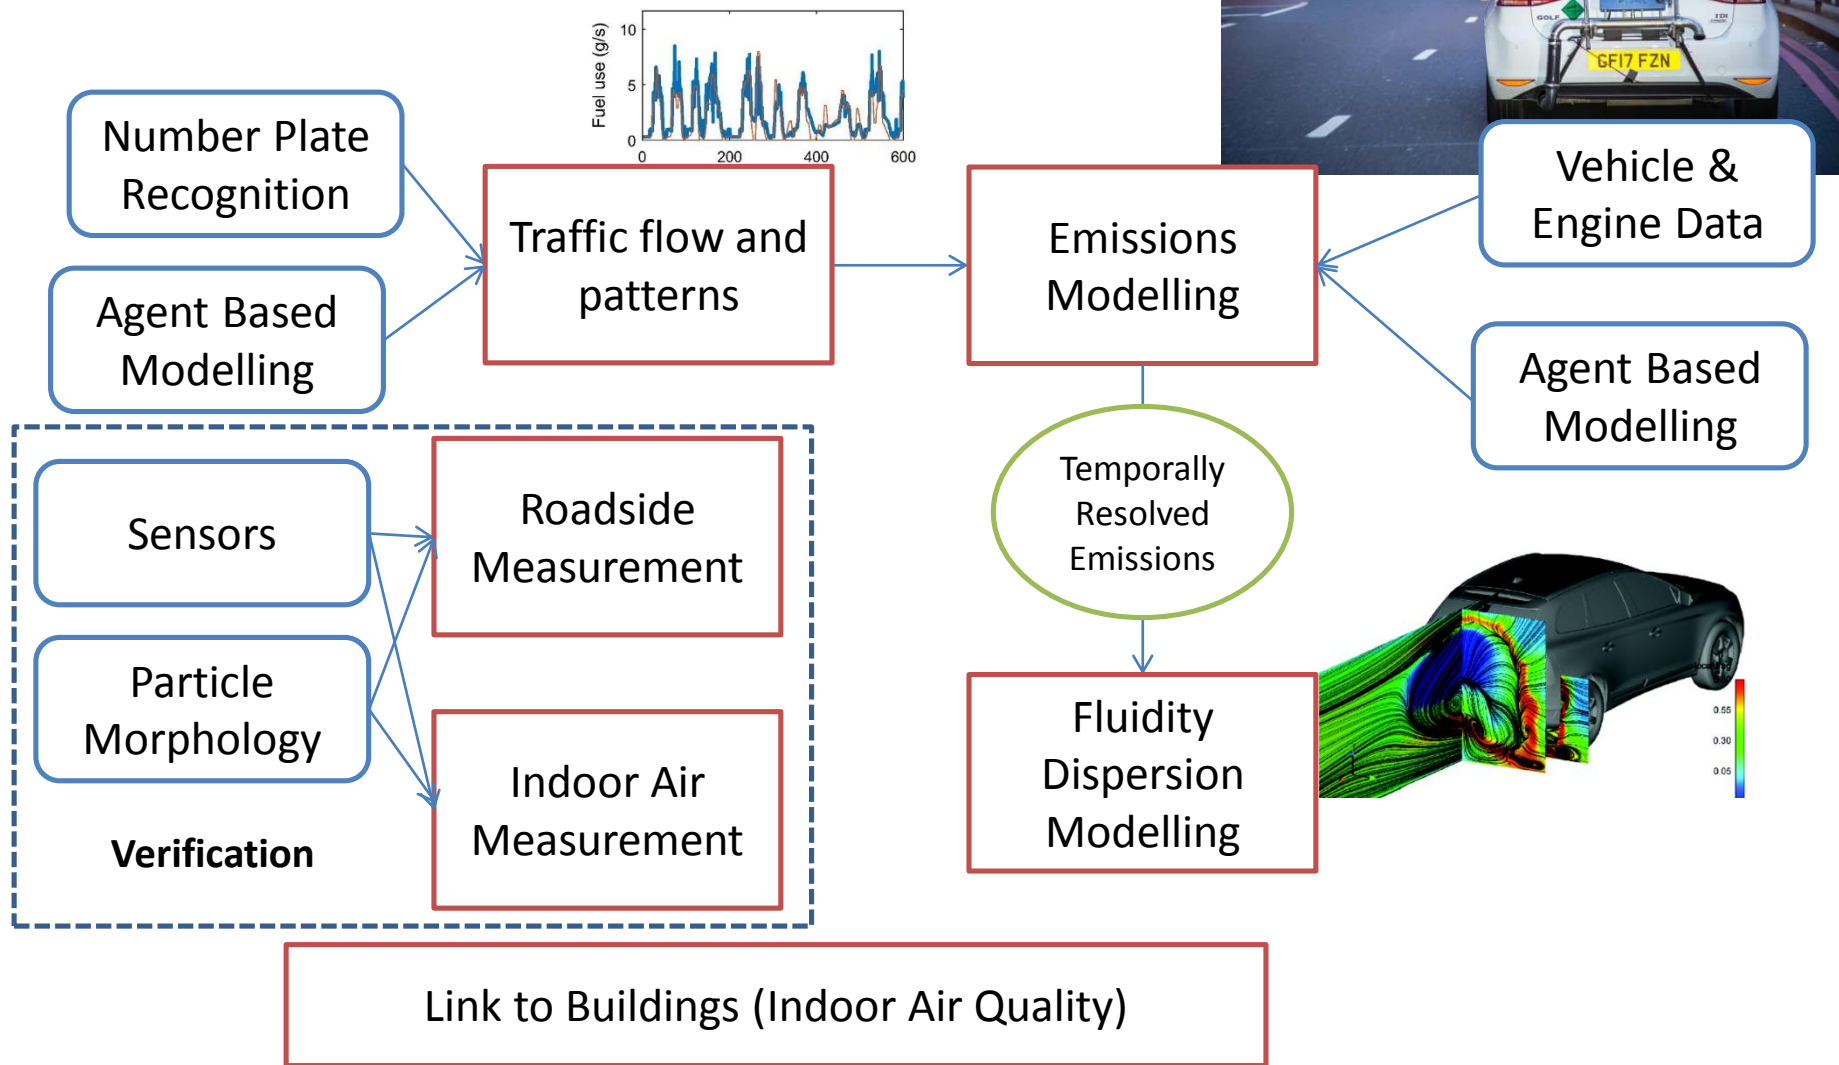 10
5
0
Fuel use (g/s)
0 200 400 600
GOLF
TDI
GF17 FZN
Number Plate
Recognition
Agent Based
Modelling
Traffic flow and
patterns
Emissions
Modelling
Vehicle &
Engine Data
Agent Based
Modelling
Temporally
Resolved
Emissions
Sensors
Particle
Morphology
Verification
Roadside
Measurement
Indoor Air
Measurement
Fluidity
Dispersion
Modelling
0.55
0.30
0.05
Link to Buildings (Indoor Air Quality)